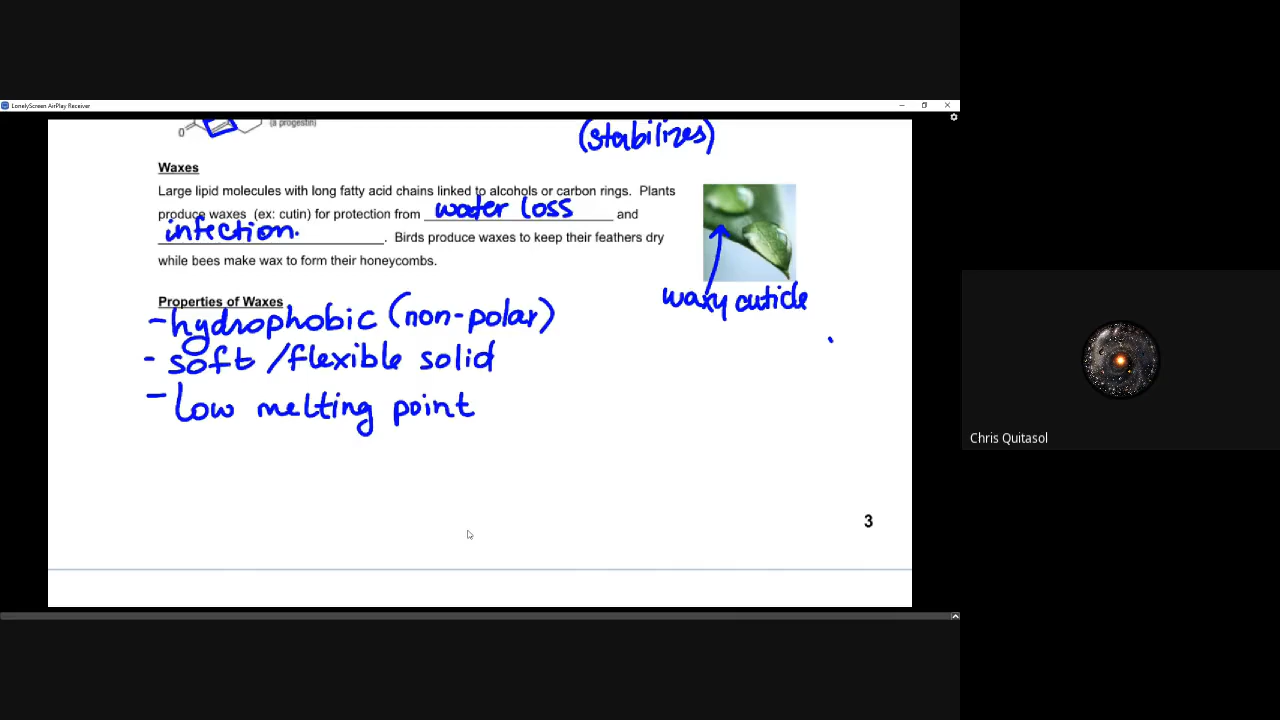 LonelyScreen AirPlay Receiver
O
(a progestin)
(stabilizes)
Waxes
Large lipid molecules with long fatty acid chains linked to alcohols or carbon rings. Plants
produce waxes (ex: cutin) for protection from water loss and
infection. . Birds produce waxes to keep their feathers dry
while bees make wax to form their honeycombs.
waxy cuticle
Properties of Waxes
- hydrophobic (non-polar)
- soft / flexible solid
- low melting point
3
Chris Quitasol